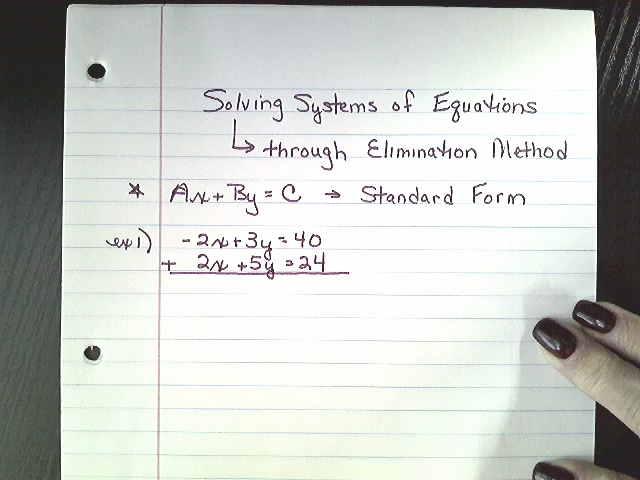 Solving Systems of Equations
↳ through Elimination Method
* Ax + By = C → Standard Form
ex1) -2x + 3y = 40
+ 2x + 5y = 24